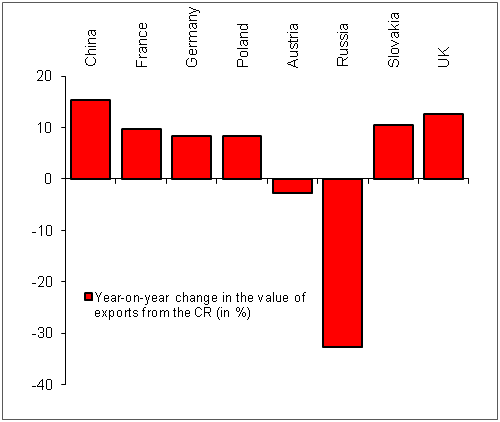 China
France
Germany
Poland
Austria
Russia
Slovakia
UK
20
10
0
-10
-20
-30
-40
Year-on-year change in the value of
exports from the CR (in %)